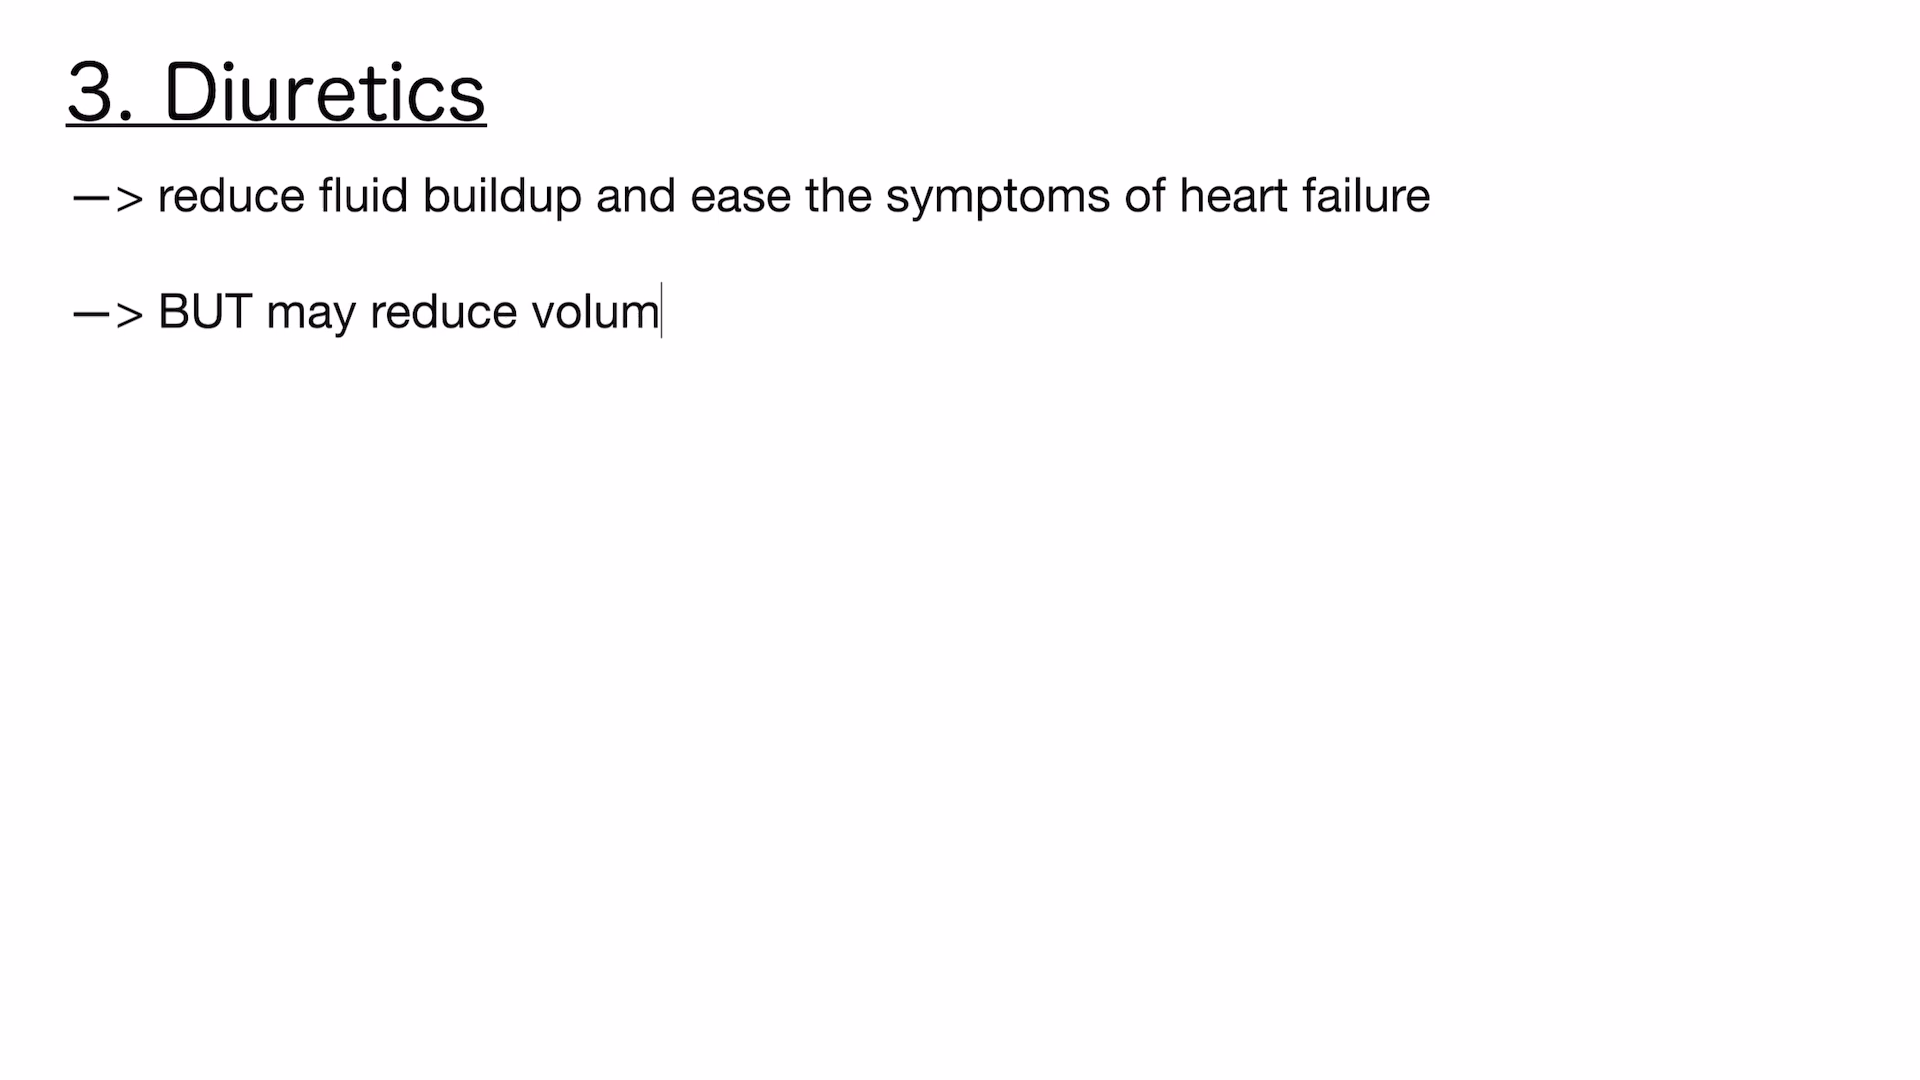 3. Diuretics
—> reduce fluid buildup and ease the symptoms of heart failure
—> BUT may reduce volum